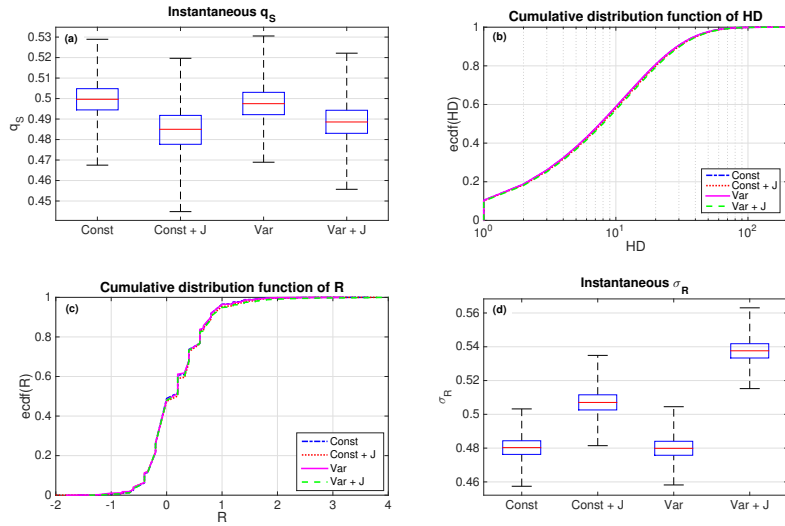 Instantaneous q_S
(a)
0.53
0.52
0.51
0.5
0.49
0.48
0.47
0.46
0.45
q_S
Const Const + J Var Var + J
Cumulative distribution function of HD
(b)
1
0.8
0.6
0.4
0.2
0
ecdf(HD)
Const
Const + J
Var
Var + J
10^0 10^1 10^2
HD
Cumulative distribution function of R
(c)
1
0.8
0.6
0.4
0.2
0
ecdf(R)
Const
Const + J
Var
Var + J
-2 -1 0 1 2 3 4
R
Instantaneous σ_R
(d)
0.56
0.54
0.52
0.5
0.48
0.46
σ_R
Const Const + J Var Var + J